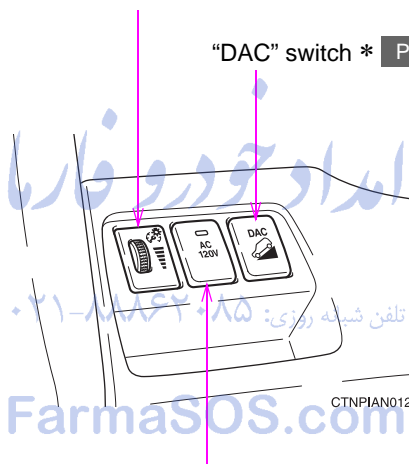 “DAC” switch * P
امداد خودرو فارما
AC
120V
DAC
تلفن شبانه روزی: ۰۲۱-۸۸۸۶۲۰۸۵
CTNPIAN012
FarmaSOS.com